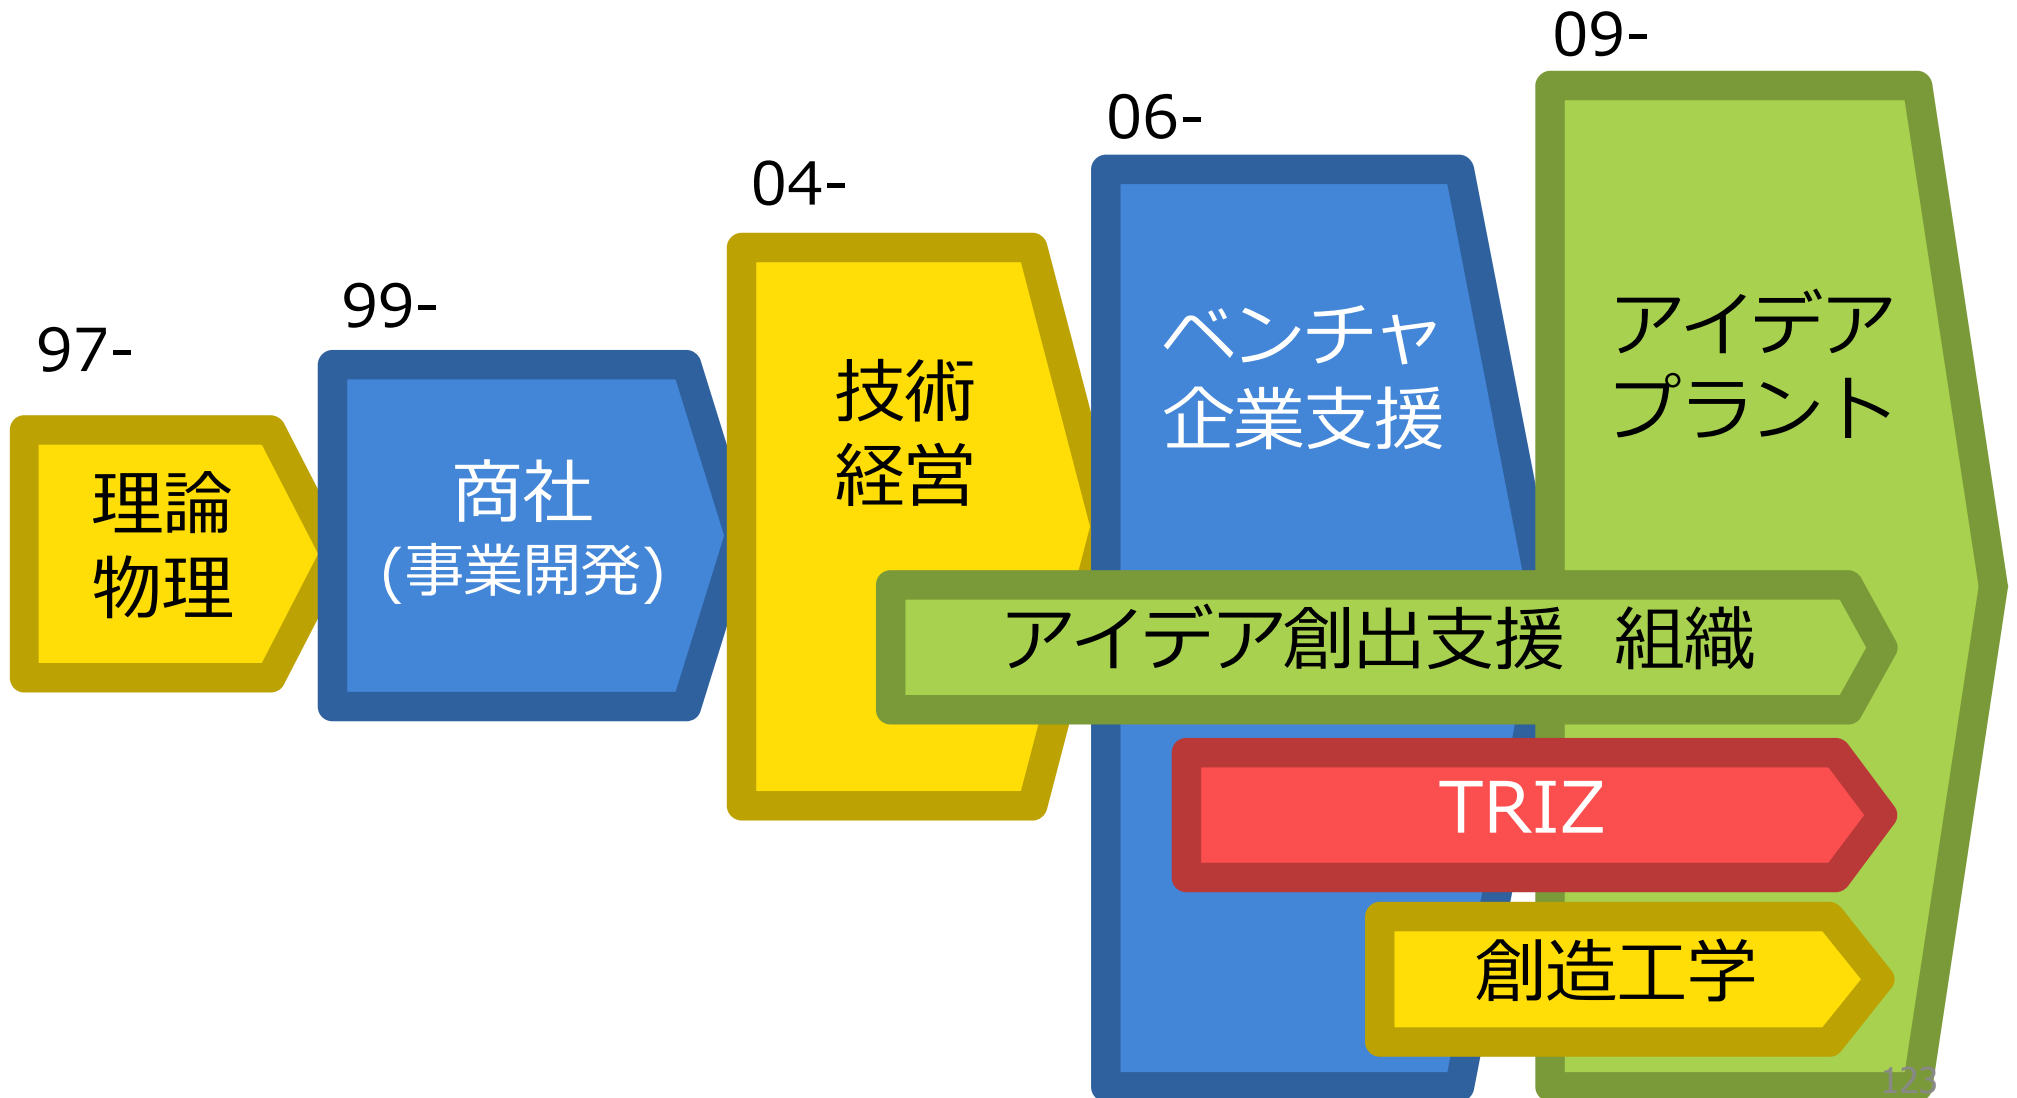 97-
理論
物理
99-
商社
(事業開発)
04-
技術
経営
06-
ベンチャ
企業支援
09-
アイデア
プラント
アイデア創出支援　組織
TRIZ
創造工学
123